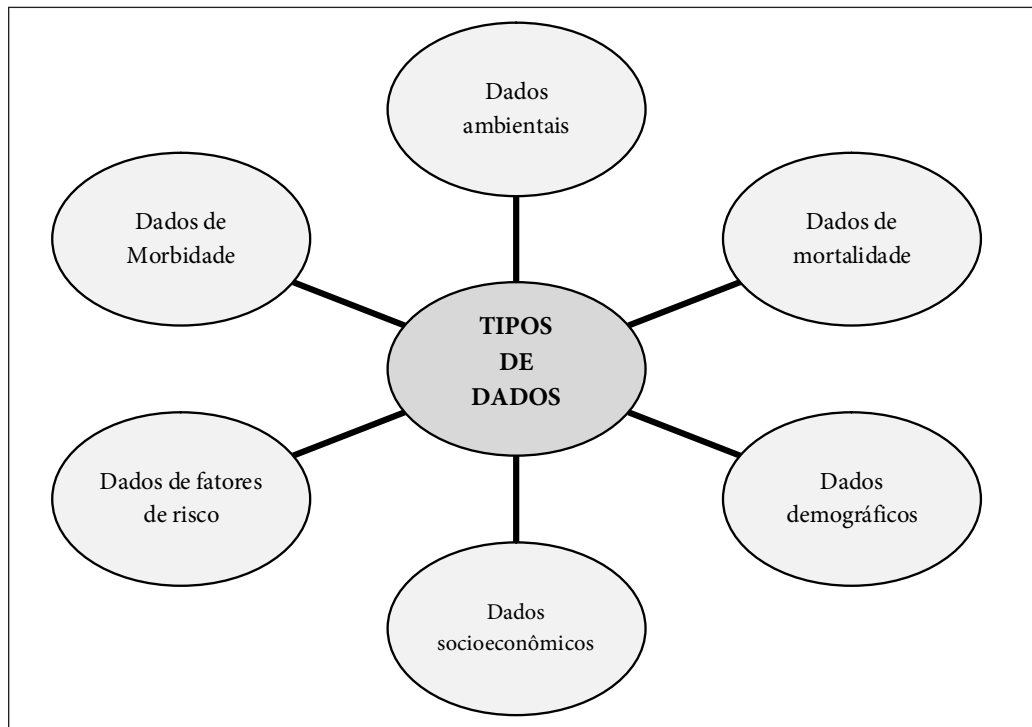 Dados
ambientais
Dados de
Morbidade
Dados de
mortalidade
TIPOS
DE
DADOS
Dados de fatores
de risco
Dados
demográficos
Dados
socioeconômicos